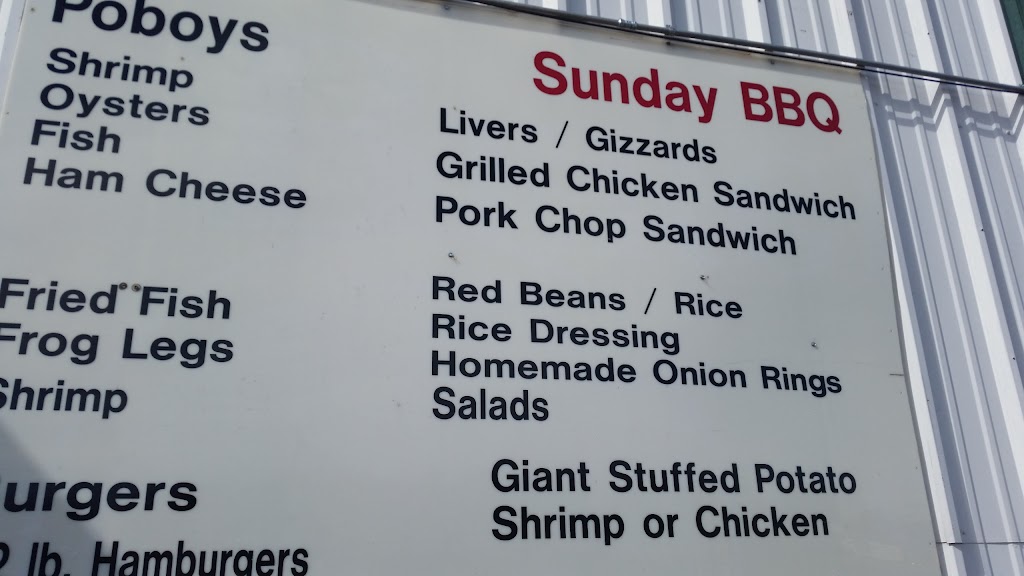 Poboys
Shrimp
Oysters
Fish
Ham Cheese
Fried Fish
Frog Legs
Shrimp
urgers
lb. Hamburgers
Sunday BBQ
Livers / Gizzards
Grilled Chicken Sandwich
Pork Chop Sandwich
Red Beans / Rice
Rice Dressing
Homemade Onion Rings
Salads
Giant Stuffed Potato
Shrimp or Chicken